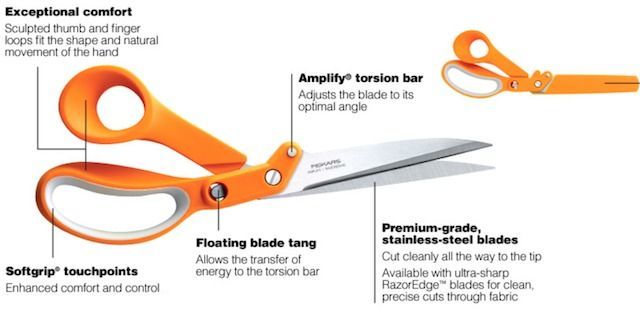 Exceptional comfort
Sculpted thumb and finger
loops fit the shape and natural
movement of the hand
Amplify® torsion bar
Adjusts the blade to its
optimal angle
FISKARS
Floating blade tang
Allows the transfer of
energy to the torsion bar
Premium-grade,
stainless-steel blades
Cut cleanly all the way to the tip
Available with ultra-sharp
RazorEdge™ blades for clean,
precise cuts through fabric
Softgrip® touchpoints
Enhanced comfort and control